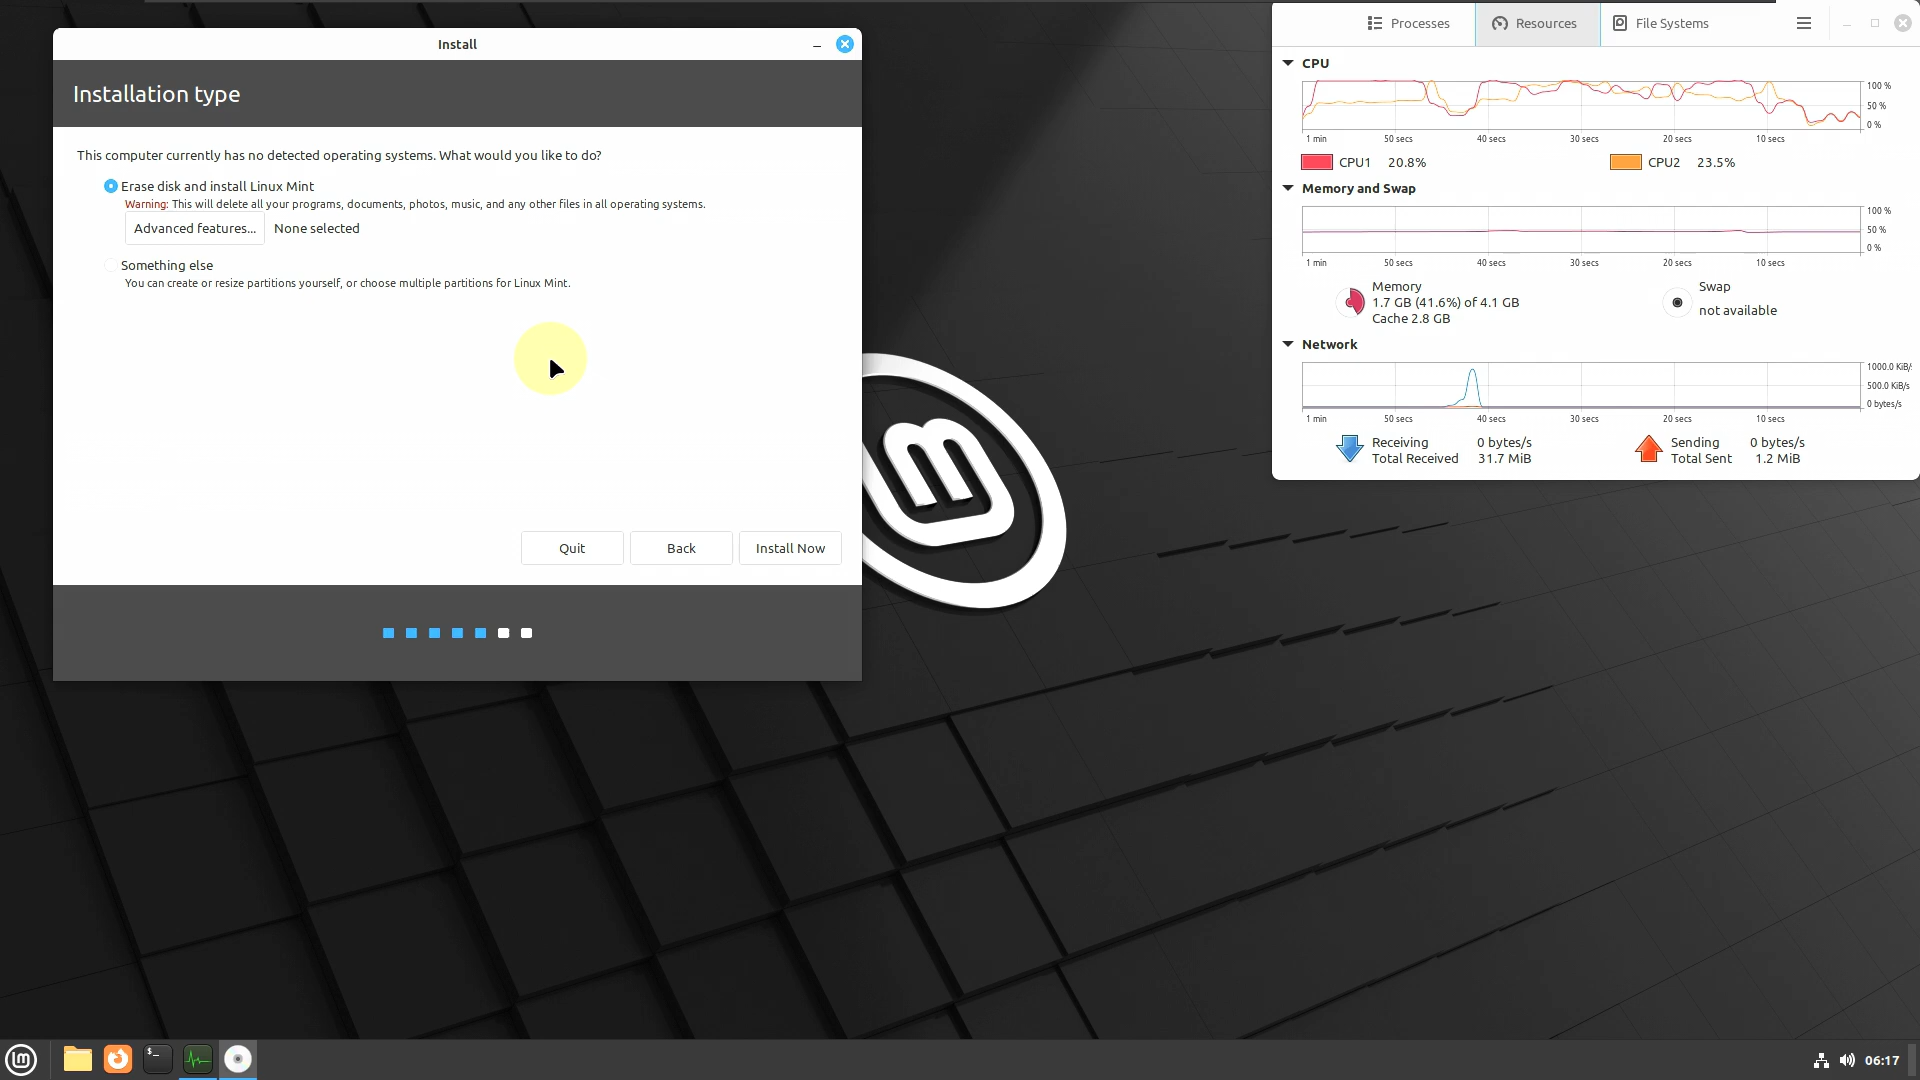 Install
Installation type
This computer currently has no detected operating systems. What would you like to do?
Erase disk and install Linux Mint
Warning: This will delete all your programs, documents, photos, music, and any other files in all operating systems.
Advanced features... None selected
Something else
You can create or resize partitions yourself, or choose multiple partitions for Linux Mint.
Quit Back Install Now
Processes Resources File Systems
CPU
100 %
50 %
0 %
1 min 50 secs 40 secs 30 secs 20 secs 10 secs
CPU1 20.8% CPU2 23.5%
Memory and Swap
100 %
50 %
0 %
1 min 50 secs 40 secs 30 secs 20 secs 10 secs
Memory
1.7 GB (41.6%) of 4.1 GB
Cache 2.8 GB
Swap
not available
Network
1000.0 KiB/
500.0 KiB/s
0 bytes/s
1 min 50 secs 40 secs 30 secs 20 secs 10 secs
Receiving 0 bytes/s
Total Received 31.7 MiB
Sending 0 bytes/s
Total Sent 1.2 MiB
06:17